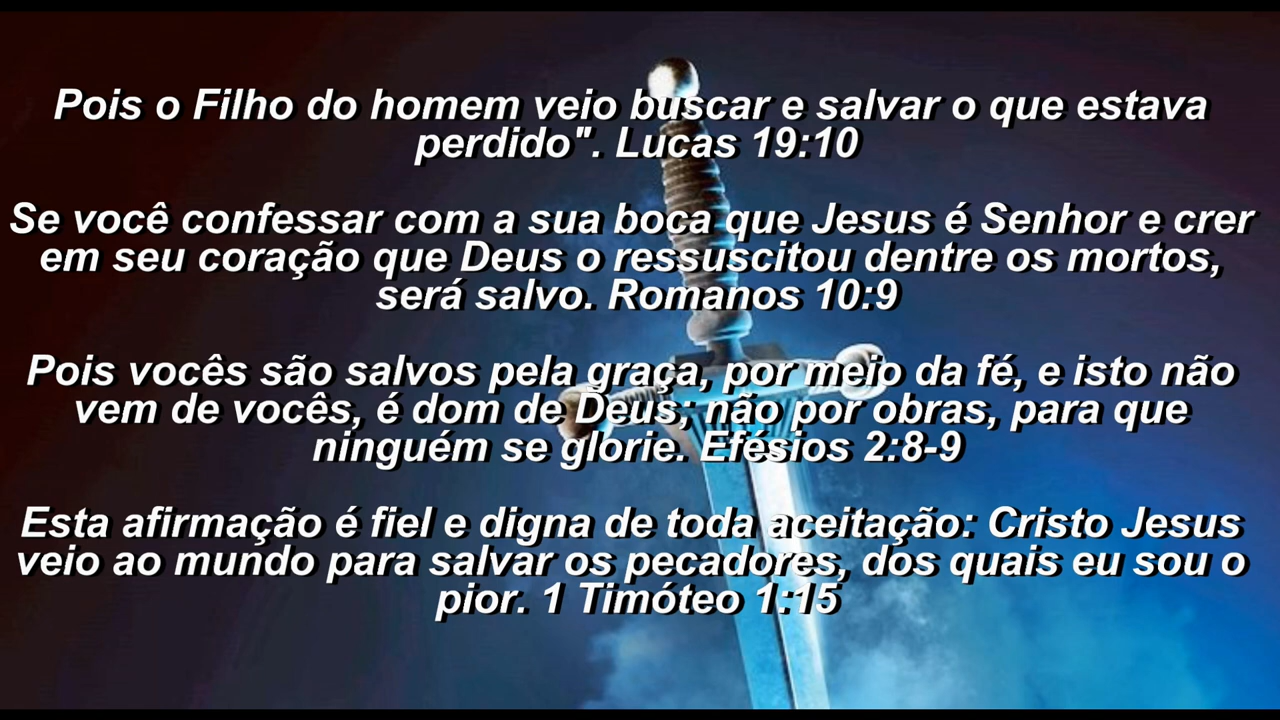 Pois o Filho do homem veio buscar e salvar o que estava
perdido". Lucas 19:10
Se você confessar com a sua boca que Jesus é Senhor e crer
em seu coração que Deus o ressuscitou dentre os mortos,
será salvo. Romanos 10:9
Pois vocês são salvos pela graça, por meio da fé, e isto não
vem de vocês, é dom de Deus; não por obras, para que
ninguém se glorie. Efésios 2:8-9
Esta afirmação é fiel e digna de toda aceitação: Cristo Jesus
veio ao mundo para salvar os pecadores, dos quais eu sou o
pior. 1 Timóteo 1:15